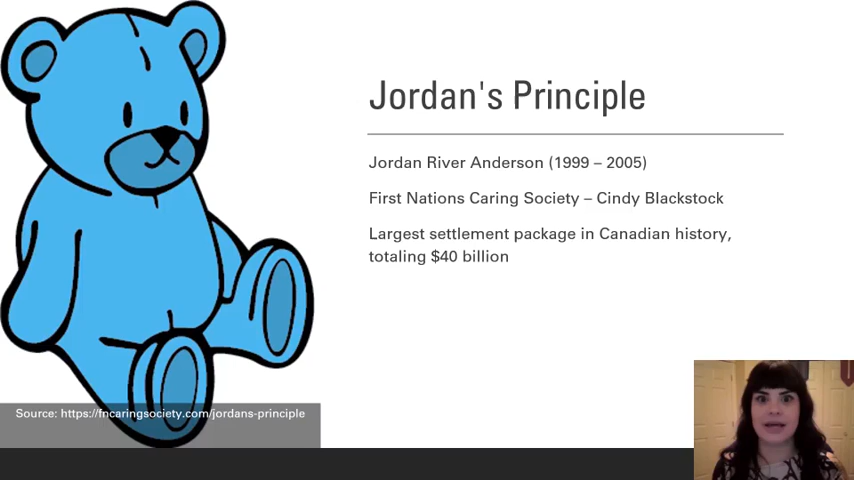 Jordan's Principle
Jordan River Anderson (1999 – 2005)
First Nations Caring Society – Cindy Blackstock
Largest settlement package in Canadian history,
totaling $40 billion
Source: https://fncaringsociety.com/jordans-principle